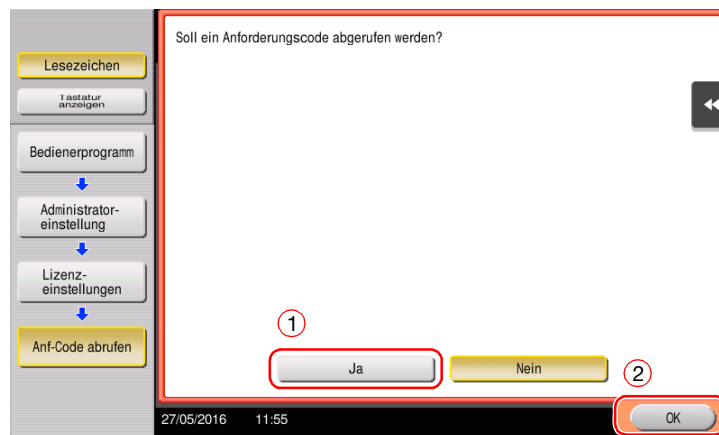 Soll ein Anforderungscode abgerufen werden?
Lesezeichen
Tastatur
anzeigen
Bedienerprogramm
Administrator-
einstellung
Lizenz-
einstellungen
Anf-Code abrufen
1
Ja
Nein
2
27/05/2016 11:55
OK